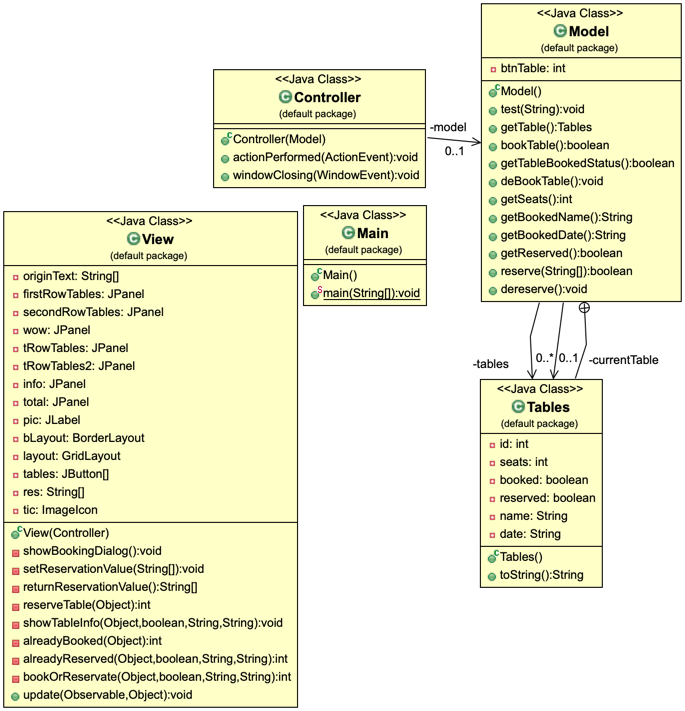 <<Java Class>>
Model
(default package)
btnTable: int
Model()
test(String):void
getTable():Tables
bookTable():boolean
getTableBookedStatus():boolean
deBookTable():void
getSeats():int
getBookedName():String
getBookedDate():String
getReserved():boolean
reserve(String[]):boolean
dereserve():void
<<Java Class>>
Controller
(default package)
Controller(Model)
actionPerformed(ActionEvent):void
windowClosing(WindowEvent):void
-model
0..1
<<Java Class>>
View
(default package)
originText: String[]
firstRowTables: JPanel
secondRowTables: JPanel
wow: JPanel
tRowTables: JPanel
tRowTables2: JPanel
info: JPanel
total: JPanel
pic: JLabel
bLayout: BorderLayout
layout: GridLayout
tables: JButton[]
res: String[]
tic: ImageIcon
View(Controller)
showBookingDialog():void
setReservationValue(String[]):void
returnReservationValue():String[]
reserveTable(Object):int
showTableInfo(Object,boolean,String,String):void
alreadyBooked(Object):int
alreadyReserved(Object,boolean,String,String):int
bookOrReservate(Object,boolean,String,String):int
update(Observable,Object):void
<<Java Class>>
Main
(default package)
Main()
main(String[]):void
-tables
0..*
0..1
-currentTable
<<Java Class>>
Tables
(default package)
id: int
seats: int
booked: boolean
reserved: boolean
name: String
date: String
Tables()
toString():String